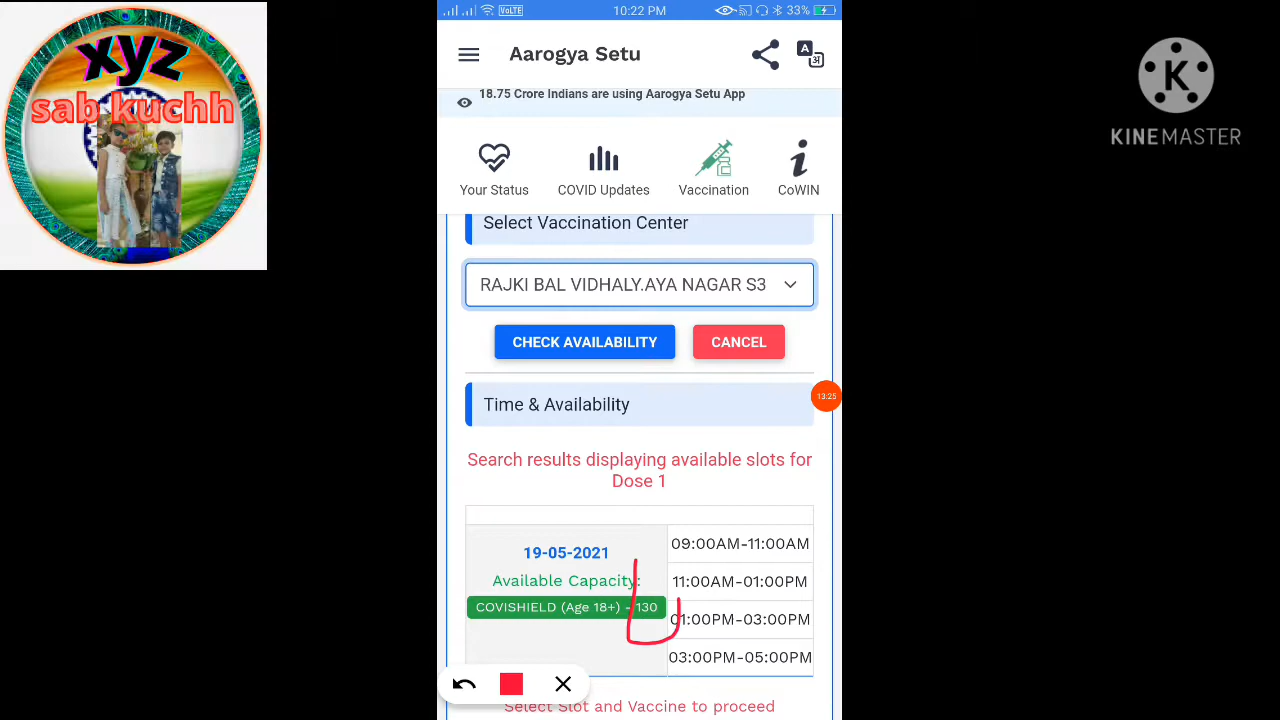 xyz
sab kuchh
VoLTE
10:22 PM
33%
Aarogya Setu
A
अ
18.75 Crore Indians are using Aarogya Setu App
Your Status
COVID Updates
Vaccination
CoWIN
Select Vaccination Center
RAJKI BAL VIDHALY.AYA NAGAR S3
CHECK AVAILABILITY
CANCEL
Time & Availability
13:25
Search results displaying available slots for
Dose 1
19-05-2021
Available Capacity:
COVISHIELD (Age 18+) - 130
09:00AM-11:00AM
11:00AM-01:00PM
01:00PM-03:00PM
03:00PM-05:00PM
Select Slot and Vaccine to proceed
K
KINEMASTER